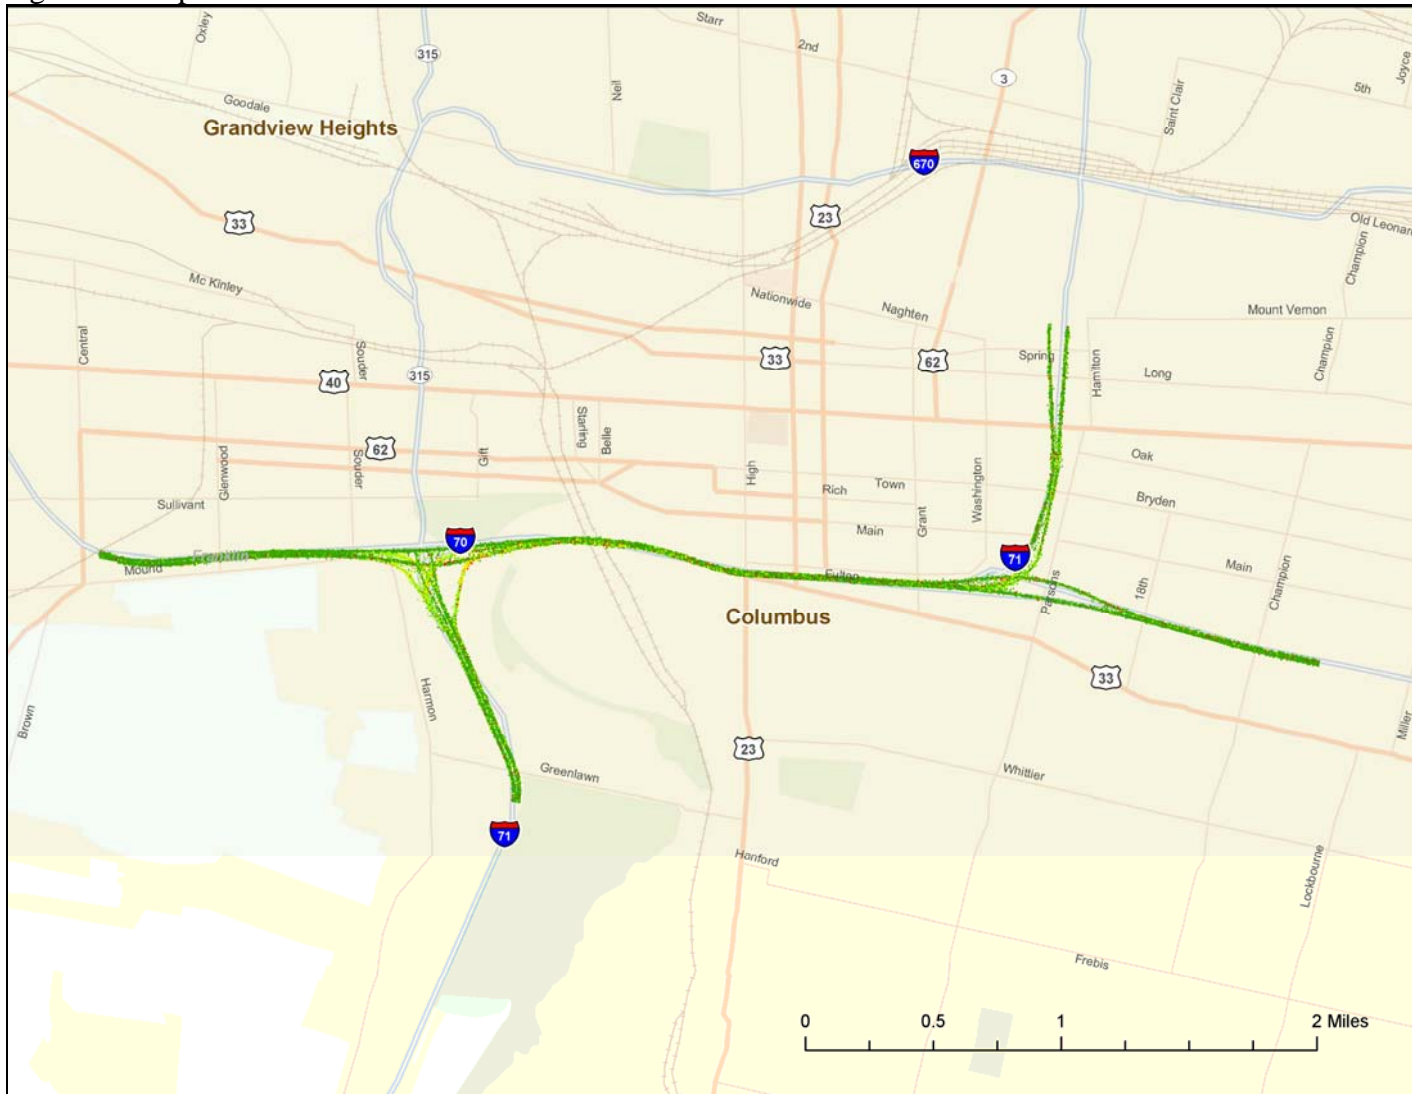 Starr
2nd
Oxley
315
3
Joyce
5th
Neil
Goodale
Saint Clair
Grandview Heights
670
33
23
Old Leonar
Champion
Mc Kinley
Nationwide
Naghten
Mount Vernon
Central
Souder
33
62
Spring
Hamilton
Long
Champion
40
315
62
Starling
Belle
Gift
Glenwood
Souder
High
Oak
Town
Rich
Washington
Bryden
Sullivant
Grant
Main
70
71
Franklin
Mound
Fulton
Parsons
18th
Main
Champion
Columbus
33
Harmon
Brown
Miller
23
Greenlawn
Whittier
71
Hanford
Lockbourne
Frebis
0 0.5 1 2 Miles